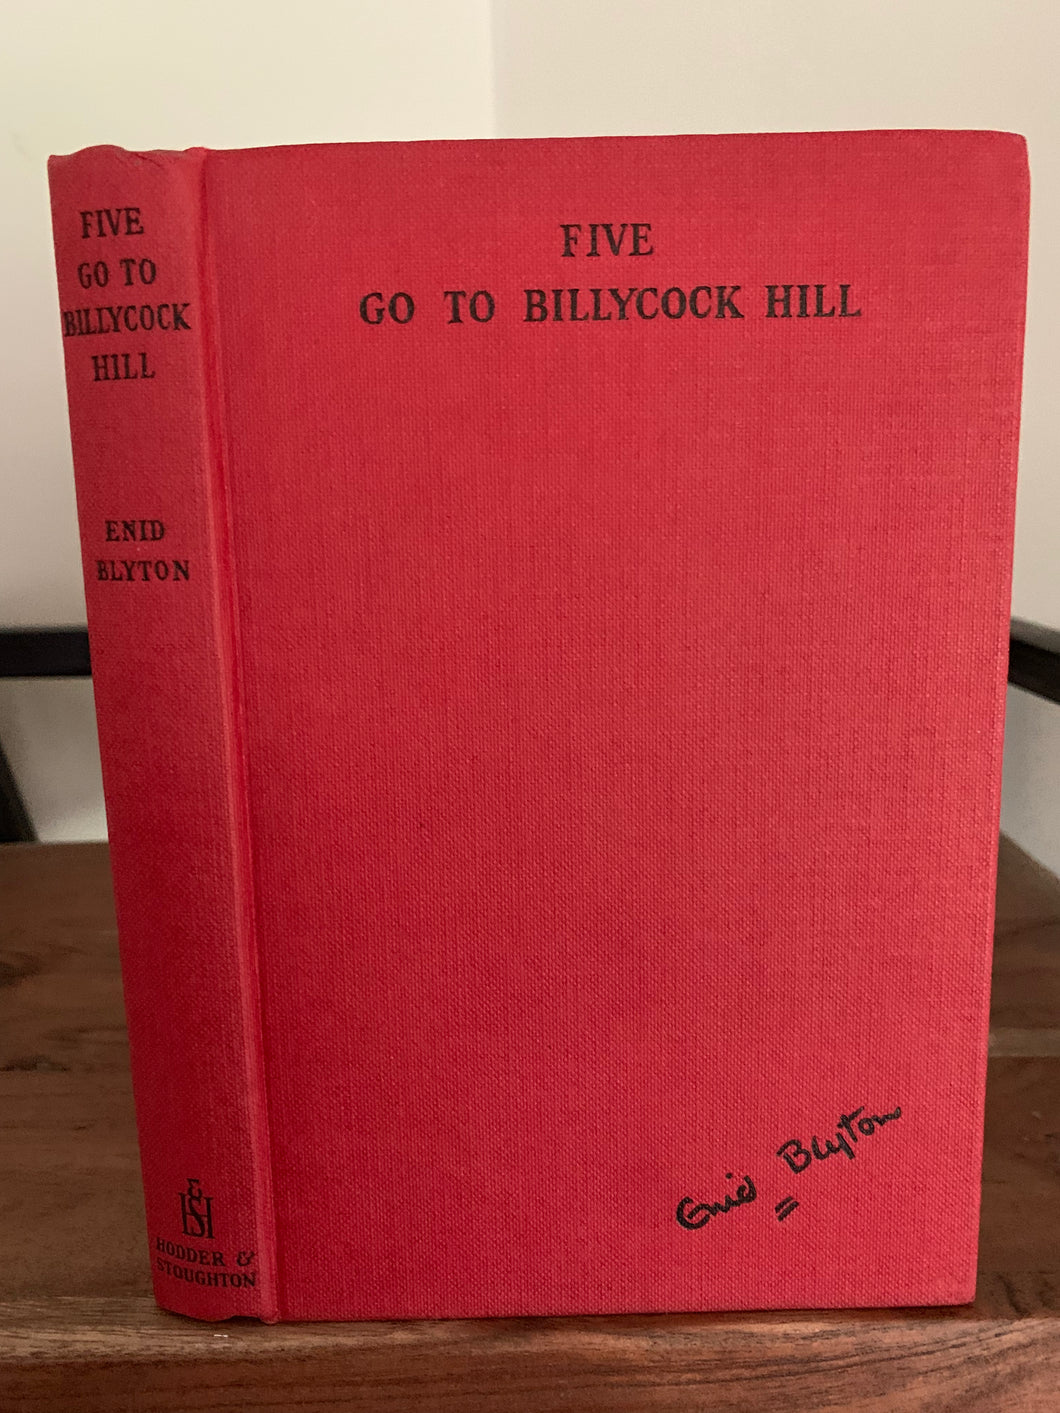 FIVE
GO TO
BILLYCOCK
HILL
ENID
BLYTON
H&S
HODDER &
STOUGHTON
FIVE
GO TO BILLYCOCK HILL
Enid Blyton